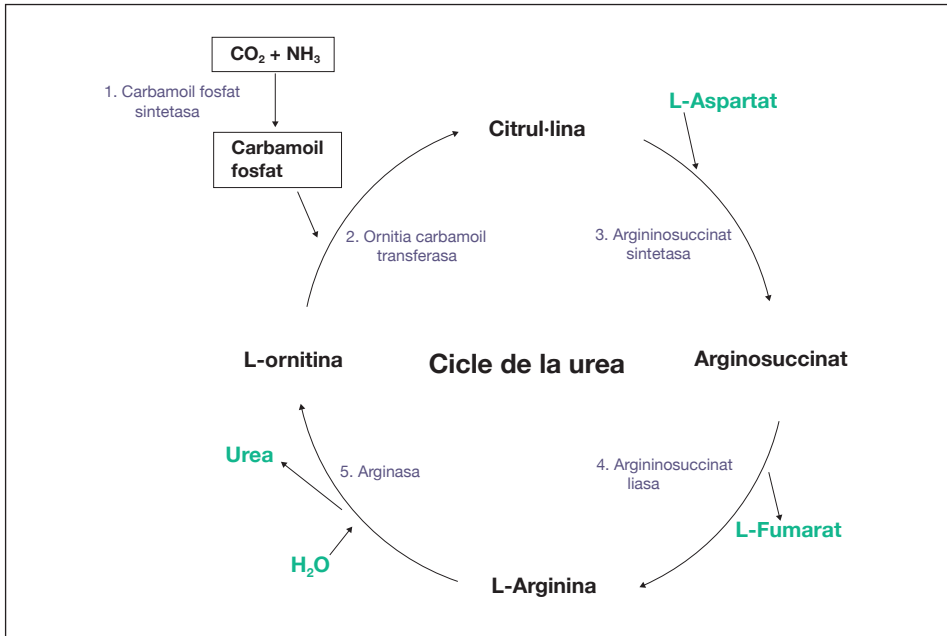 CO₂ + NH₃
1. Carbamoil fosfat
sintetasa
L-Aspartat
Citrul·lina
Carbamoil
fosfat
2. Ornitia carbamoil
transferasa
3. Argininosuccinat
sintetasa
L-ornitina
Cicle de la urea
Arginosuccinat
Urea
5. Arginasa
4. Argininosuccinat
liasa
L-Fumarat
H₂O
L-Arginina